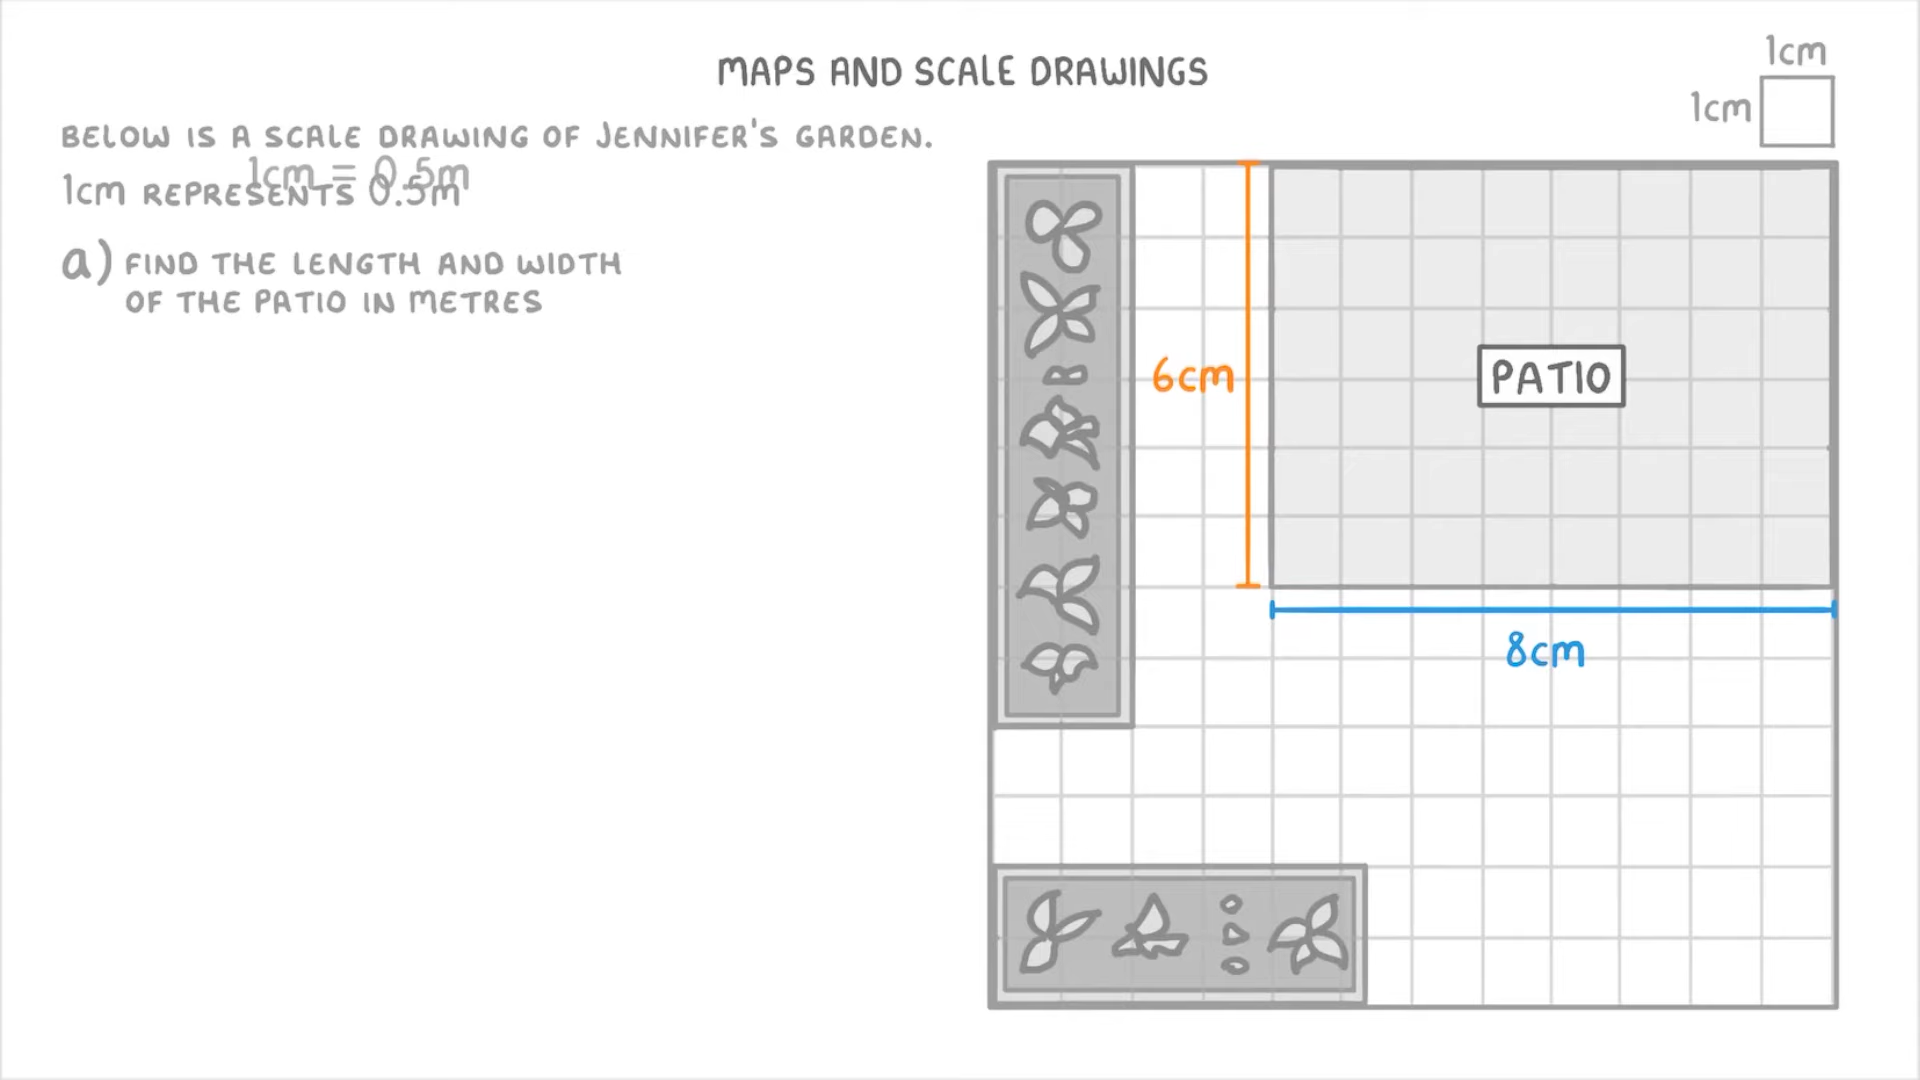 MAPS AND SCALE DRAWINGS
1cm
1cm
BELOW IS A SCALE DRAWING OF JENNIFER'S GARDEN.
1cm = 0.5m
1cm REPRESENTS 0.5m
a) FIND THE LENGTH AND WIDTH
OF THE PATIO IN METRES
6cm
PATIO
8cm